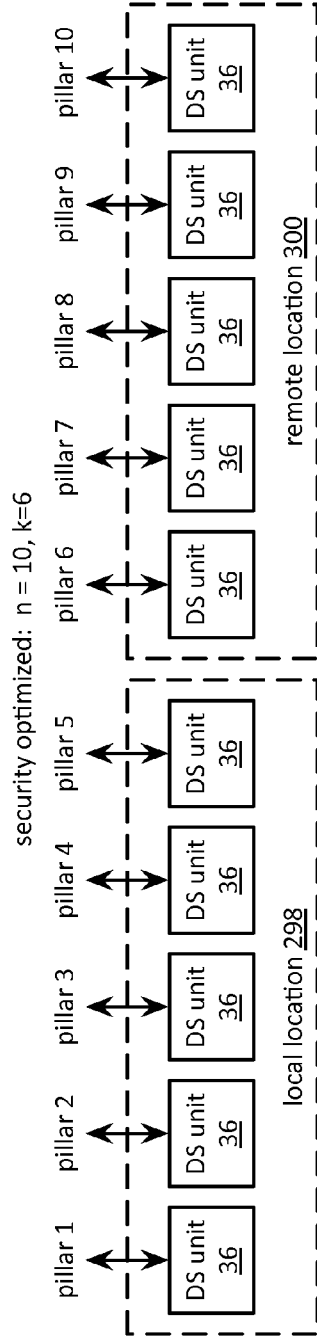 security optimized: n = 10, k=6
pillar 1
pillar 2
pillar 3
pillar 4
pillar 5
pillar 6
pillar 7
pillar 8
pillar 9
pillar 10
DS unit
36
DS unit
36
DS unit
36
DS unit
36
DS unit
36
DS unit
36
DS unit
36
DS unit
36
DS unit
36
DS unit
36
local location 298
remote location 300